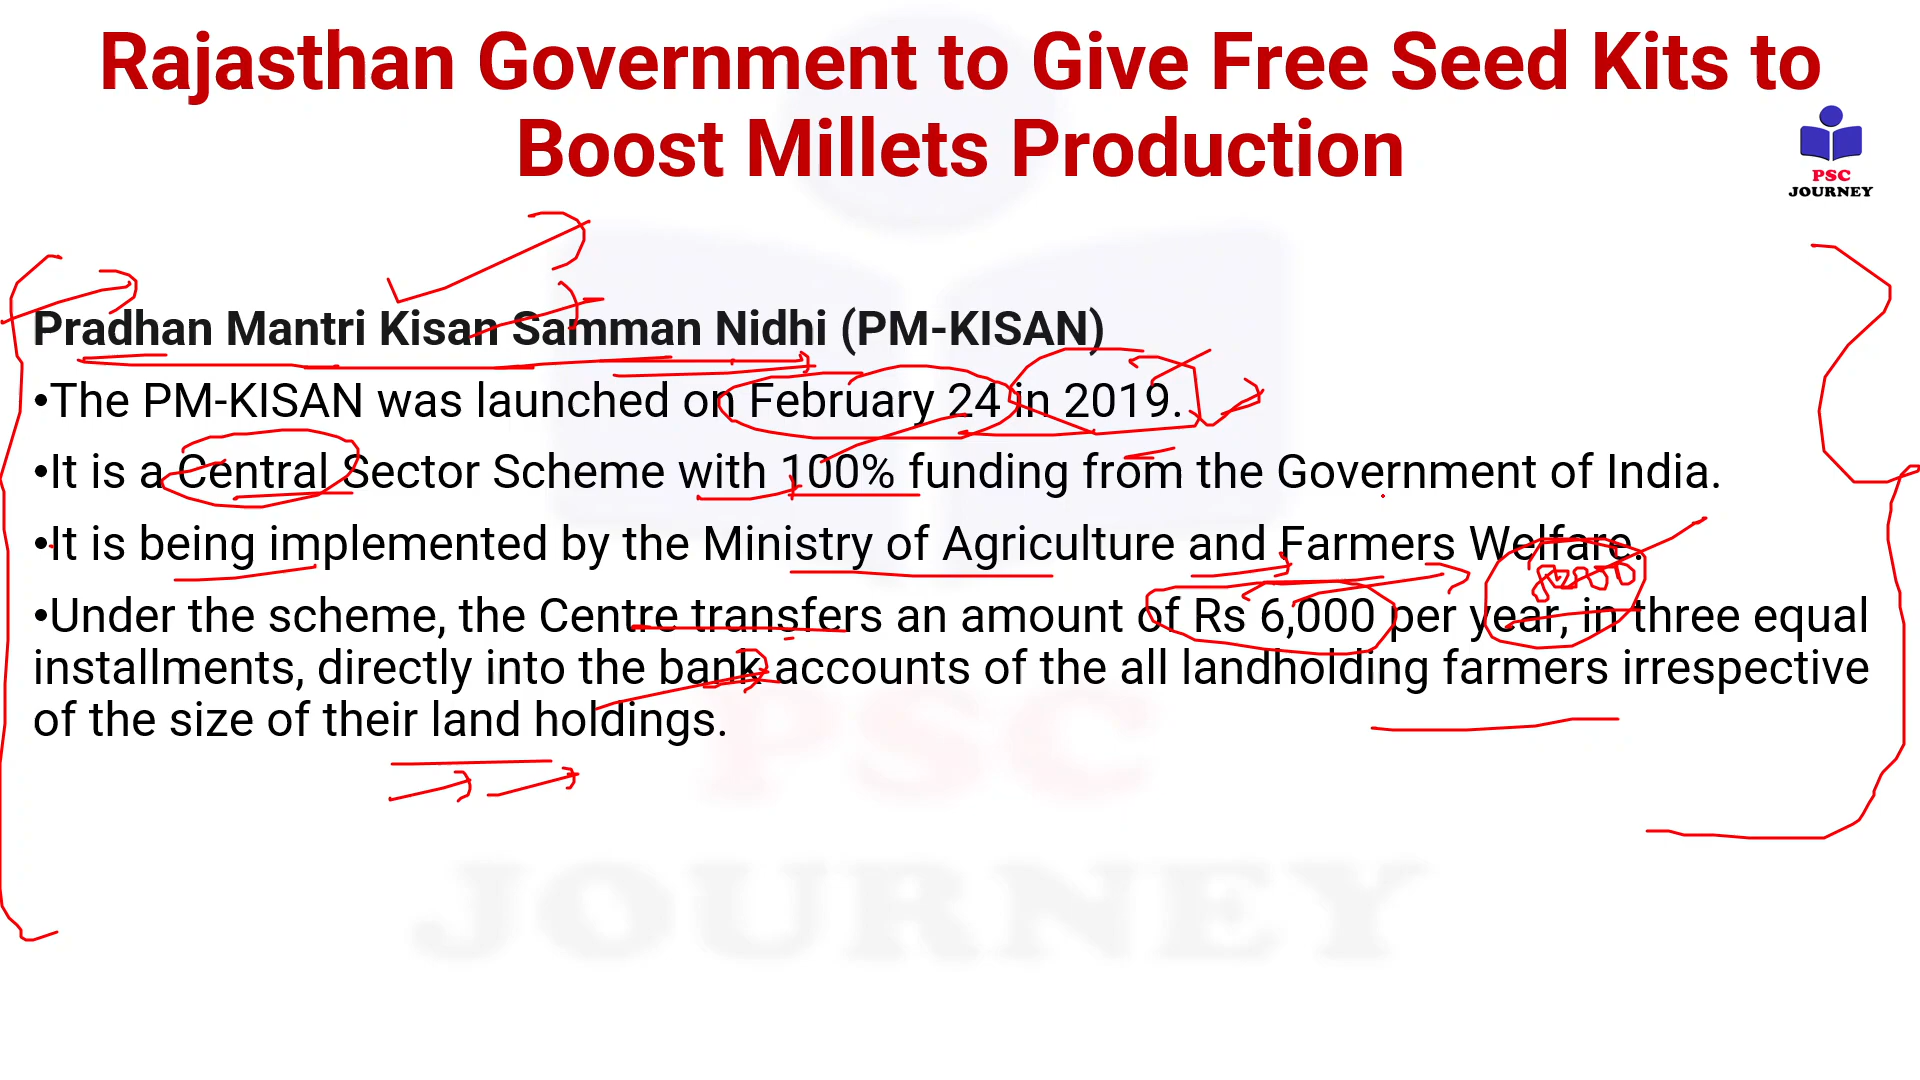 Rajasthan Government to Give Free Seed Kits to
Boost Millets Production
PSC
JOURNEY
Pradhan Mantri Kisan Samman Nidhi (PM-KISAN)
•The PM-KISAN was launched on February 24 in 2019.
•It is a Central Sector Scheme with 100% funding from the Government of India.
•It is being implemented by the Ministry of Agriculture and Farmers Welfare.
•Under the scheme, the Centre transfers an amount of Rs 6,000 per year, in three equal
installments, directly into the bank accounts of the all landholding farmers irrespective
of the size of their land holdings.
PSC
JOURNEY